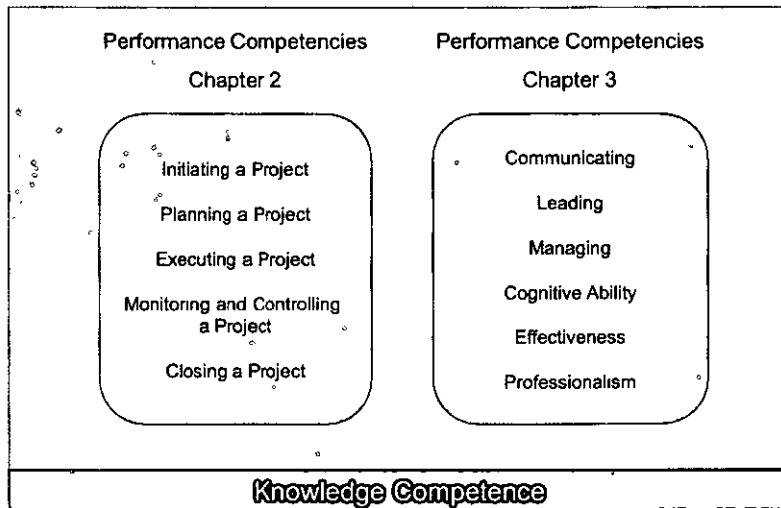 Performance Competencies
Chapter 2
Initiating a Project
Planning a Project
Executing a Project
Monitoring and Controlling
a Project
Closing a Project
Performance Competencies
Chapter 3
Communicating
Leading
Managing
Cognitive Ability
Effectiveness
Professionalism
Knowledge Competence